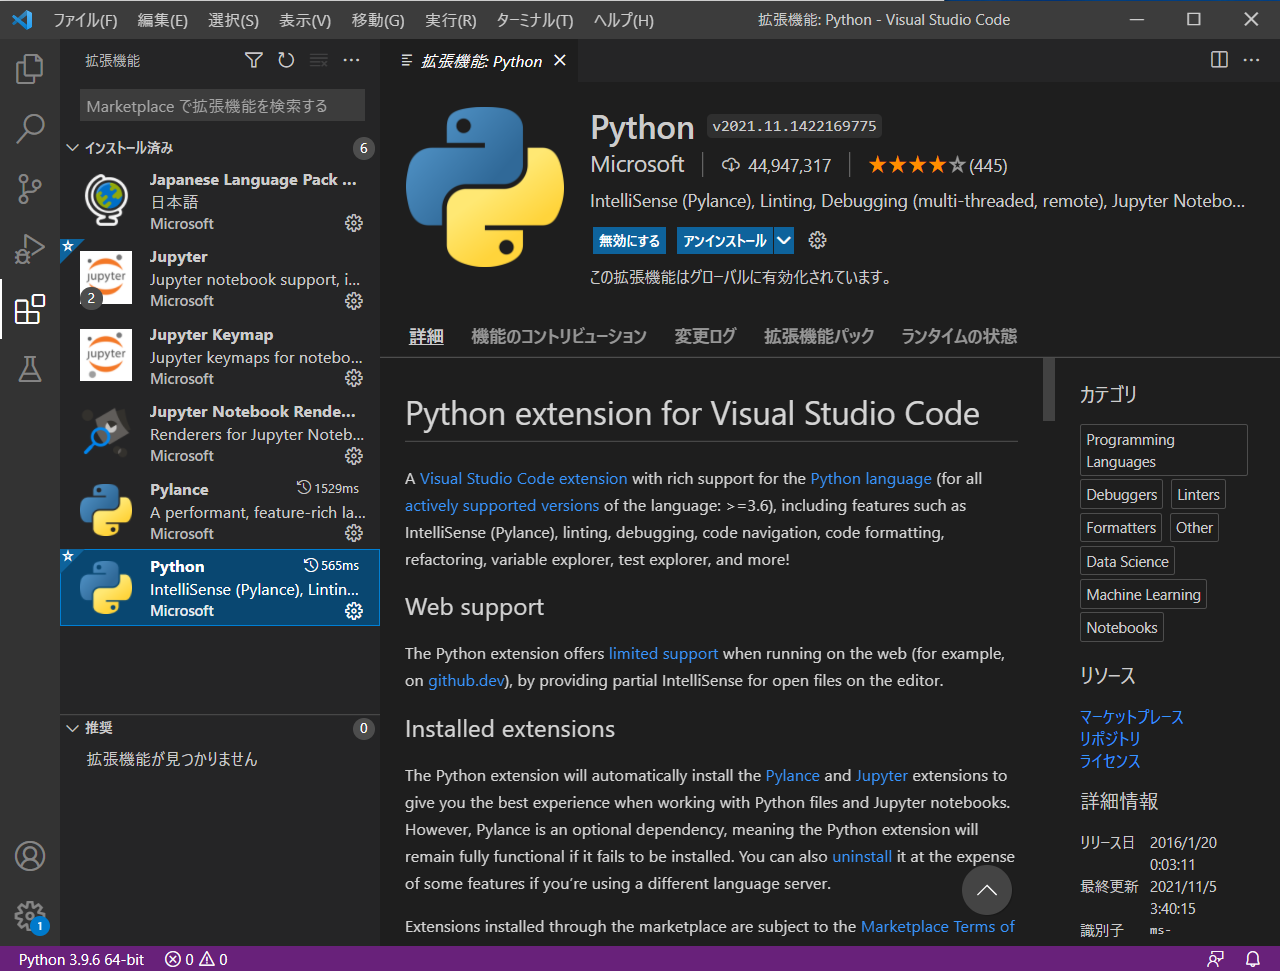 ファイル(F) 編集(E) 選択(S) 表示(V) 移動(G) 実行(R) ターミナル(T) ヘルプ(H) 拡張機能: Python - Visual Studio Code
拡張機能
Marketplace で拡張機能を検索する
インストール済み 6
Japanese Language Pack ...
日本語
Microsoft
Jupyter
Jupyter notebook support, i...
Microsoft
jupyter
2
Jupyter Keymap
Jupyter keymaps for notebo...
Microsoft
jupyter
Jupyter Notebook Rende...
Renderers for Jupyter Noteb...
Microsoft
Pylance 1529ms
A performant, feature-rich la...
Microsoft
Python 565ms
IntelliSense (Pylance), Lintin...
Microsoft
推奨 0
拡張機能が見つかりません
1
拡張機能: Python
Python v2021.11.1422169775
Microsoft 44,947,317 (445)
IntelliSense (Pylance), Linting, Debugging (multi-threaded, remote), Jupyter Notebo...
無効にする アンインストール
この拡張機能はグローバルに有効化されています。
詳細 機能のコントリビューション 変更ログ 拡張機能パック ランタイムの状態
Python extension for Visual Studio Code
A Visual Studio Code extension with rich support for the Python language (for all
actively supported versions of the language: >=3.6), including features such as
IntelliSense (Pylance), linting, debugging, code navigation, code formatting,
refactoring, variable explorer, test explorer, and more!
Web support
The Python extension offers limited support when running on the web (for example,
on github.dev), by providing partial IntelliSense for open files on the editor.
Installed extensions
The Python extension will automatically install the Pylance and Jupyter extensions to
give you the best experience when working with Python files and Jupyter notebooks.
However, Pylance is an optional dependency, meaning the Python extension will
remain fully functional if it fails to be installed. You can also uninstall it at the expense
of some features if you’re using a different language server.
Extensions installed through the marketplace are subject to the Marketplace Terms of
カテゴリ
Programming
Languages
Debuggers Linters
Formatters Other
Data Science
Machine Learning
Notebooks
リソース
マーケットプレース
リポジトリ
ライセンス
詳細情報
リリース日 2016/1/20
0:03:11
最終更新 2021/11/5
3:40:15
識別子 ms-
Python 3.9.6 64-bit 0 0